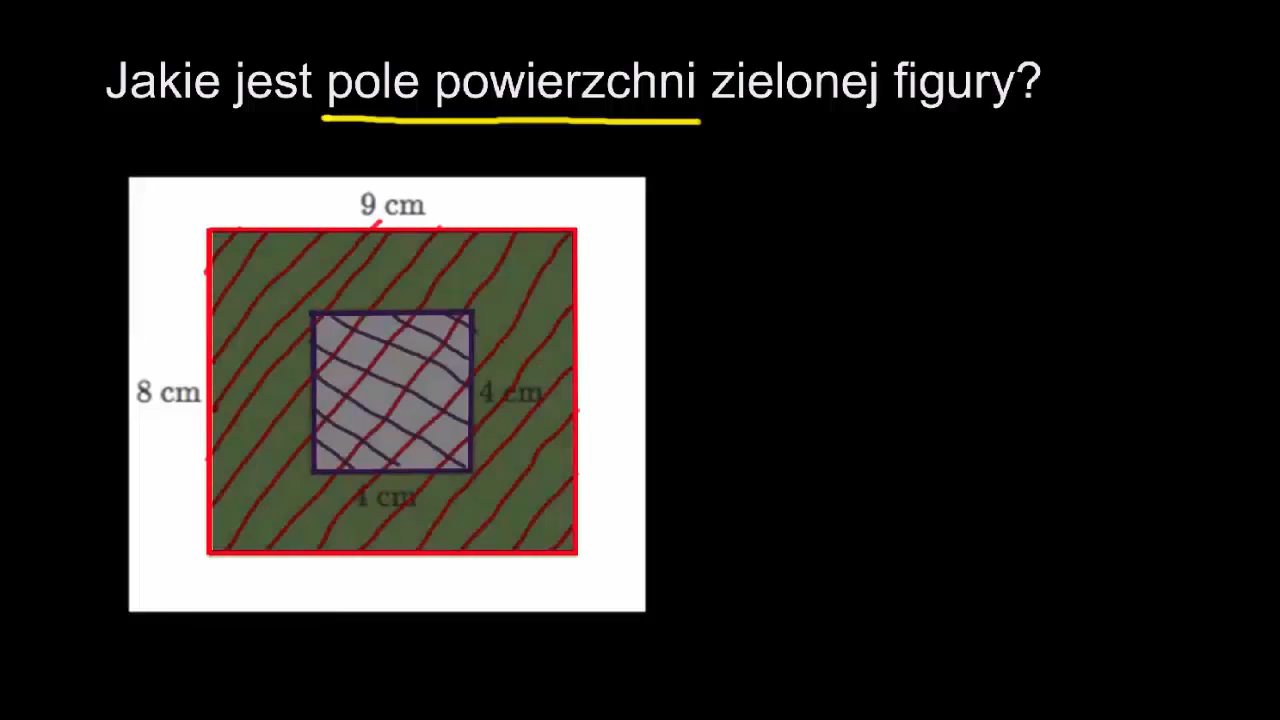 Jakie jest pole powierzchni zielonej figury?
9 cm
8 cm
4 cm
4 cm